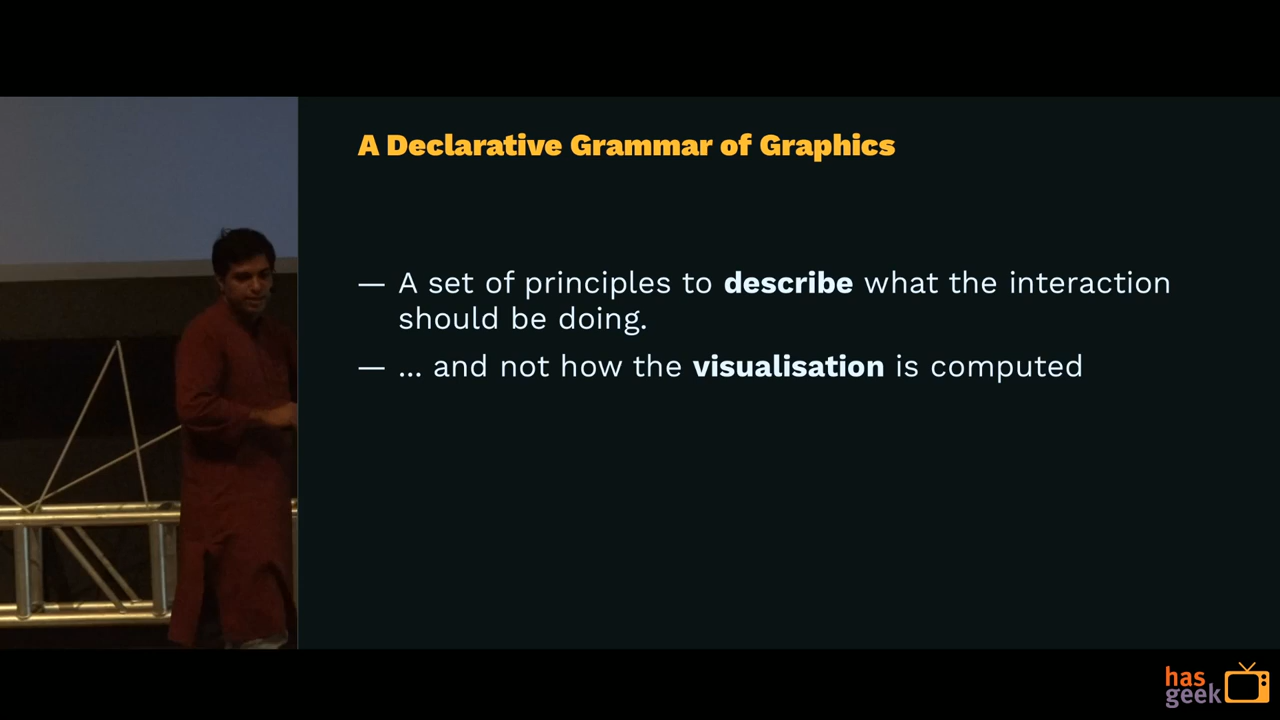 A Declarative Grammar of Graphics
— A set of principles to describe what the interaction
should be doing.
— ... and not how the visualisation is computed
has
geek